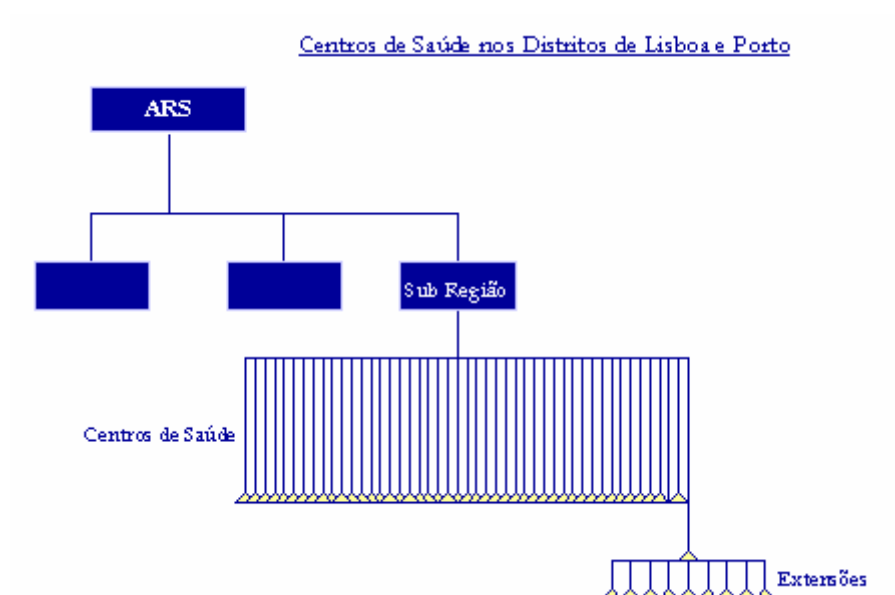 Centros de Saúde nos Distritos de Lisboa e Porto
ARS
Sub Região
Centros de Saúde
Extensões